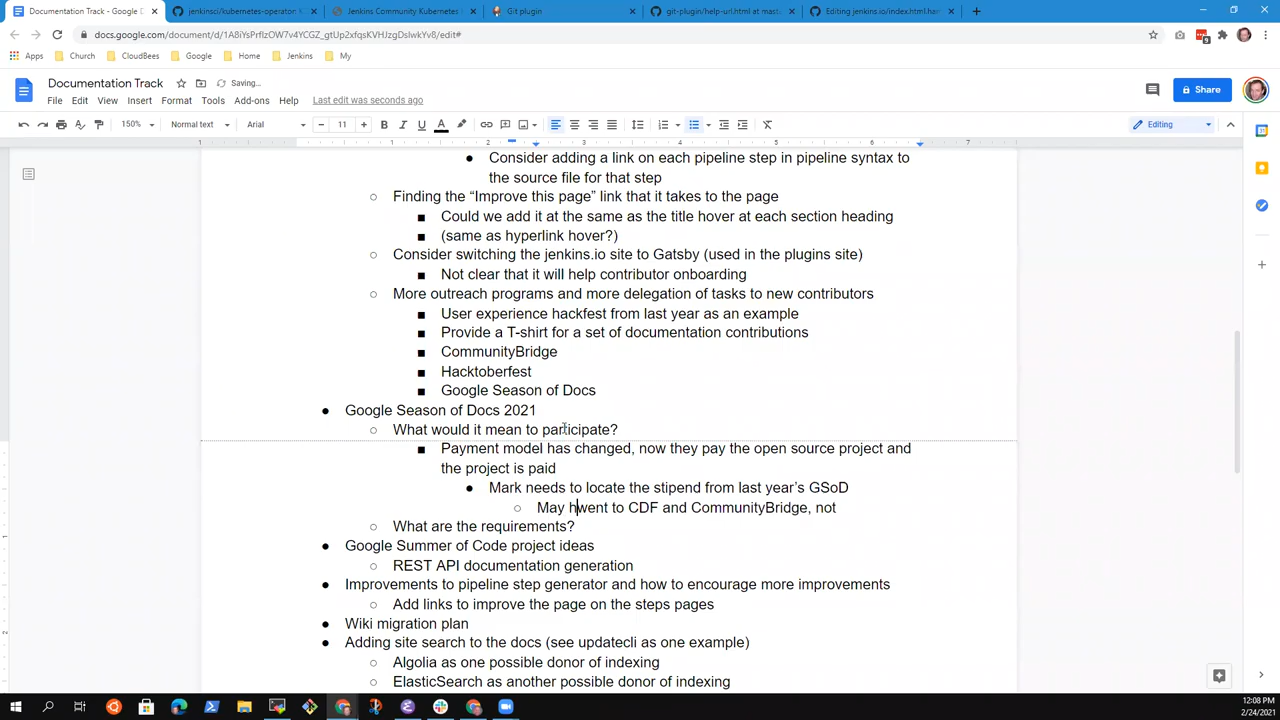 Documentation Track - Google D
jenkinsci/kubernetes-operator: K
Jenkins Community Kubernetes
Git plugin
git-plugin/help-url.html at mast
Editing jenkins.io/index.html.ha
docs.google.com/document/d/1A8iYsPrfIzOF7v4YCGZ_gtUp2xfqsKVHJzgDslwkYv8/edit#
Apps
Church
CloudBees
Google
Home
Jenkins
My
Documentation Track
Saving...
File Edit View Insert Format Tools Add-ons Help Last edit was seconds ago
Share
150% Normal text Arial 11 Editing
Consider adding a link on each pipeline step in pipeline syntax to
the source file for that step
Finding the “Improve this page” link that it takes to the page
Could we add it at the same as the title hover at each section heading
(same as hyperlink hover?)
Consider switching the jenkins.io site to Gatsby (used in the plugins site)
Not clear that it will help contributor onboarding
More outreach programs and more delegation of tasks to new contributors
User experience hackfest from last year as an example
Provide a T-shirt for a set of documentation contributions
CommunityBridge
Hacktoberfest
Google Season of Docs
Google Season of Docs 2021
What would it mean to participate?
Payment model has changed, now they pay the open source project and
the project is paid
Mark needs to locate the stipend from last year’s GSoD
May hwent to CDF and CommunityBridge, not
What are the requirements?
Google Summer of Code project ideas
REST API documentation generation
Improvements to pipeline step generator and how to encourage more improvements
Add links to improve the page on the steps pages
Wiki migration plan
Adding site search to the docs (see updatecli as one example)
Algolia as one possible donor of indexing
ElasticSearch as another possible donor of indexing
12:08 PM
2/24/2021